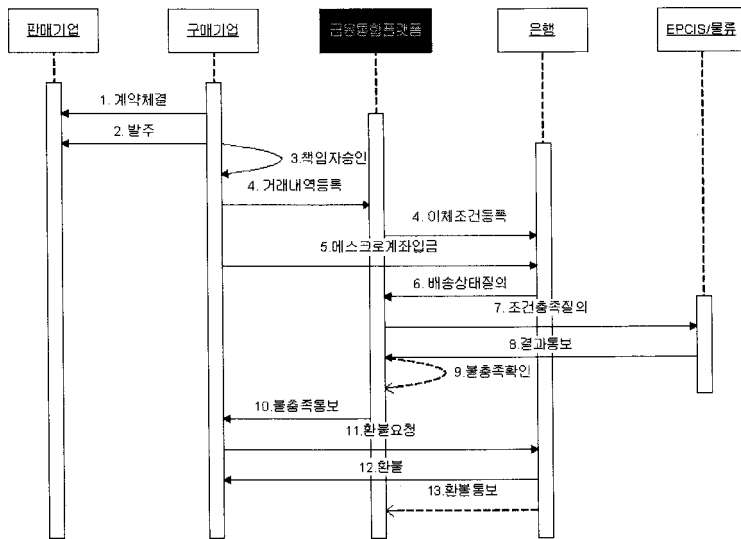 판매기업
구매기업
금융통합플랫폼
은행
EPCIS/물류
1. 계약체결
2. 발주
3.책임자승인
4. 거래내역등록
4. 이체조건등록
5.에스크로계좌입금
6. 배송상태질의
7. 조건충족질의
8.결과통보
9.불충족확인
10.불충족통보
11.환불요청
12.환불
13.환불통보